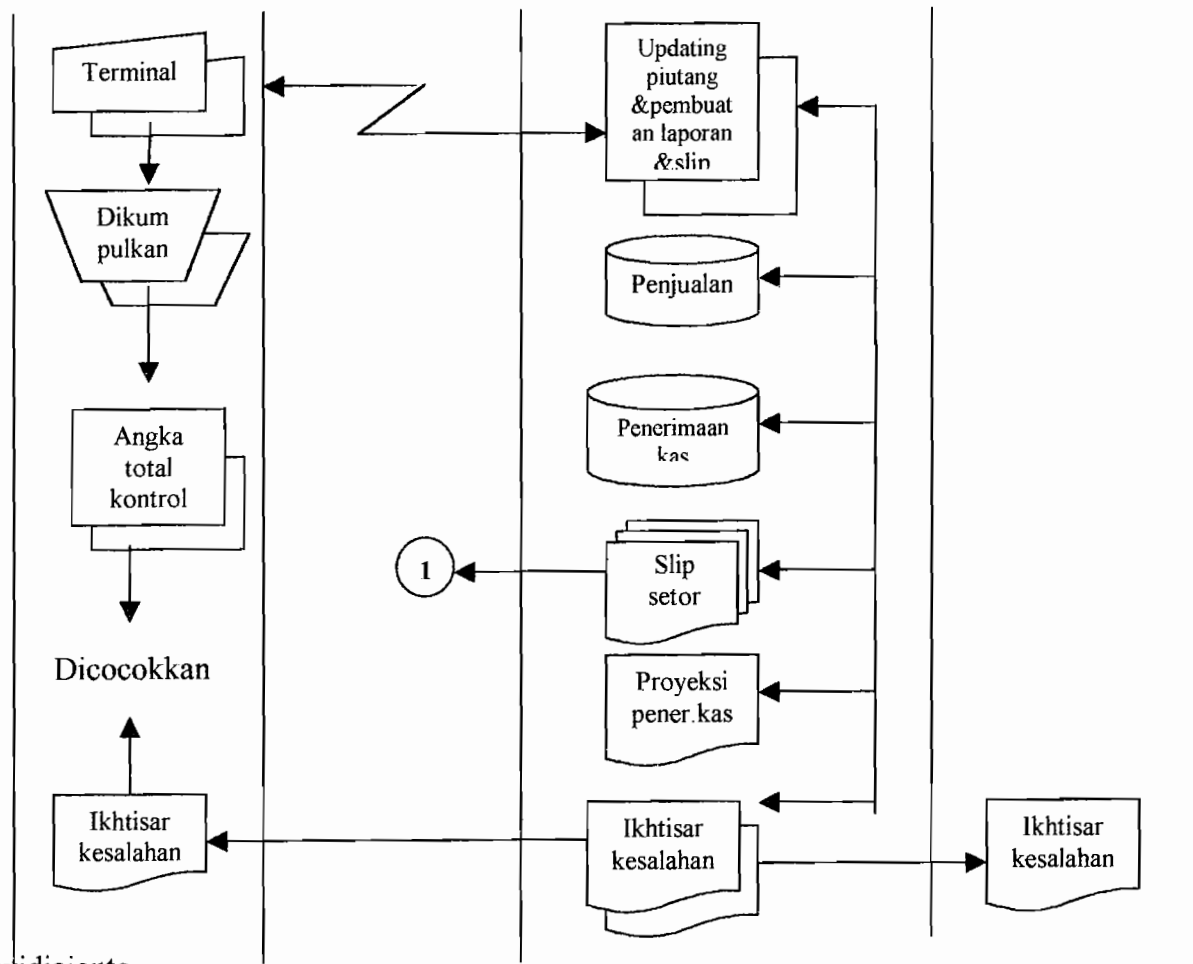 Terminal
Dikum
pulkan
Angka
total
kontrol
Dicocokkan
Ikhtisar
kesalahan
1
Updating
piutang
&pembuat
an laporan
&slip
Penjualan
Penerimaan
kas
Slip
setor
Proyeksi
pener.kas
Ikhtisar
kesalahan
Ikhtisar
kesalahan